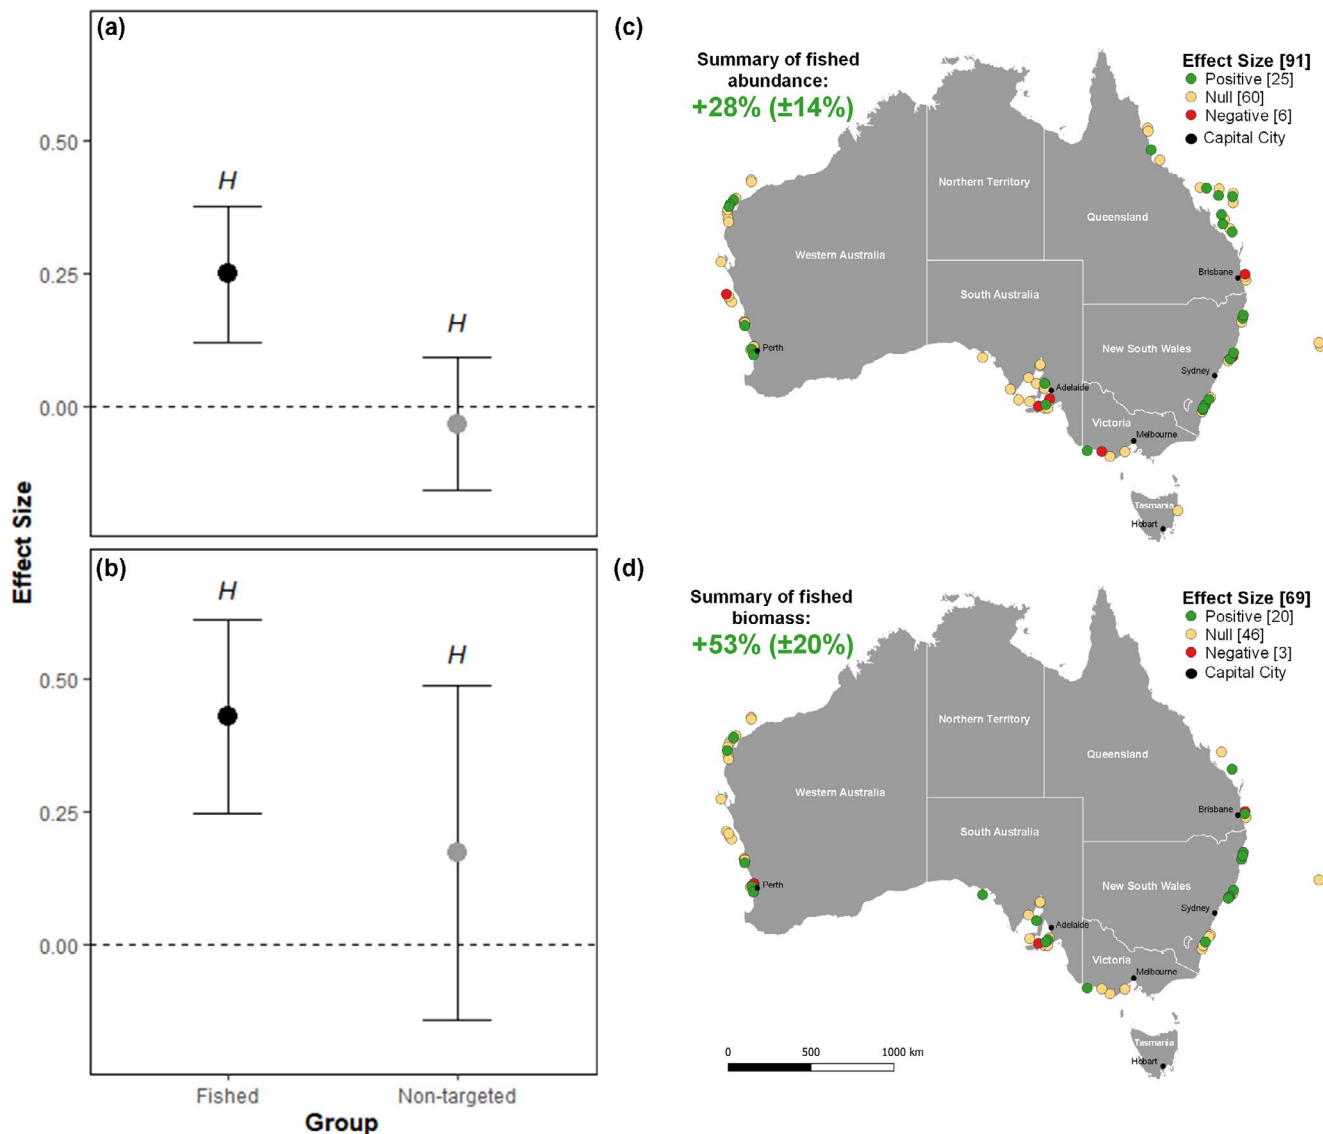 (a)
0.50
0.25
0.00
H
H
(b)
0.50
0.25
0.00
H
H
Effect Size
Fished
Non-targeted
Group
(c)
Summary of fished
abundance:
+28% (±14%)
Effect Size [91]
Positive [25]
Null [60]
Negative [6]
Capital City
Northern Territory
Queensland
Western Australia
Brisbane
South Australia
New South Wales
Perth
Sydney
Adelaide
Victoria
Melbourne
Tasmania
Hobart
(d)
Summary of fished
biomass:
+53% (±20%)
Effect Size [69]
Positive [20]
Null [46]
Negative [3]
Capital City
Northern Territory
Queensland
Western Australia
Brisbane
South Australia
New South Wales
Perth
Sydney
Adelaide
Victoria
Melbourne
Tasmania
Hobart
0 500 1000 km